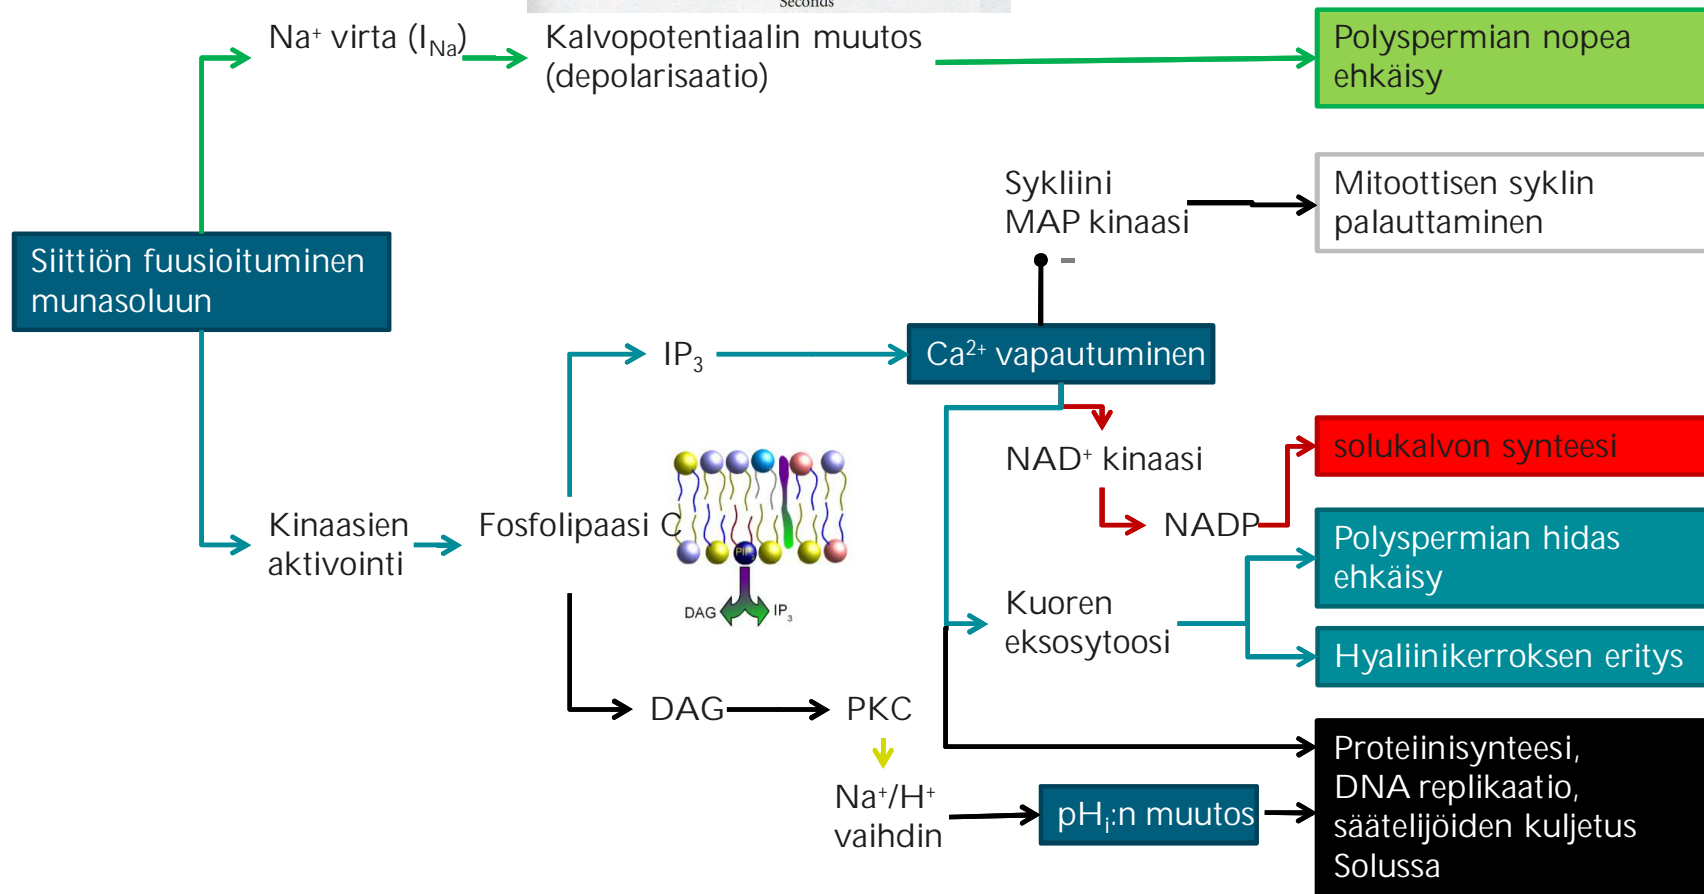 Seconds
Na⁺ virta (I_Na)
Kalvopotentiaalin muutos
(depolarisaatio)
Polyspermian nopea
ehkäisy
Sykliini
MAP kinaasi
–
Mitoottisen syklin
palauttaminen
Siittiön fuusioituminen
munasoluun
IP₃
Ca²⁺ vapautuminen
NAD⁺ kinaasi
solukalvon synteesi
NADP
Kinaasien
aktivointi
Fosfolipaasi C
DAG
IP₃
Polyspermian hidas
ehkäisy
Kuoren
eksosytoosi
Hyaliinikerroksen eritys
DAG
PKC
Na⁺/H⁺
vaihdin
pHᵢ:n muutos
Proteiinisynteesi,
DNA replikaatio,
säätelijöiden kuljetus
Solussa